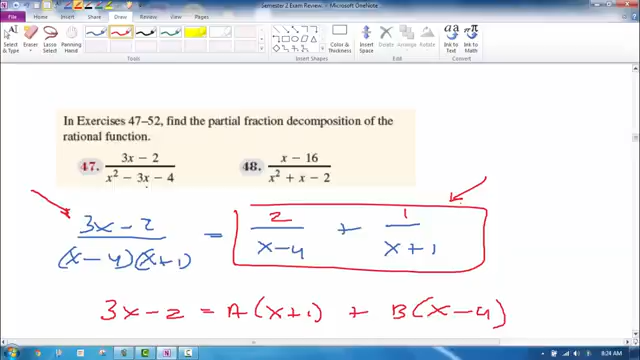 Semester 2 Exam Review - OneNote
File Home Insert Share Draw Review View
Select & Type Eraser Lasso Select Panning Hand
Color & Thickness Insert Space Delete Arrange Rotate Ink to Text Ink to Math
Tools Insert Shapes Edit Convert
In Exercises 47–52, find the partial fraction decomposition of the
rational function.
47. 3x − 2 / x² − 3x − 4 48. x − 16 / x² + x − 2
3x − 2 / (x − 4)(x + 1) = 2 / x − 4 + 1 / x + 1
3x − 2 = A(x + 1) + B(x − 4)
8:24 AM